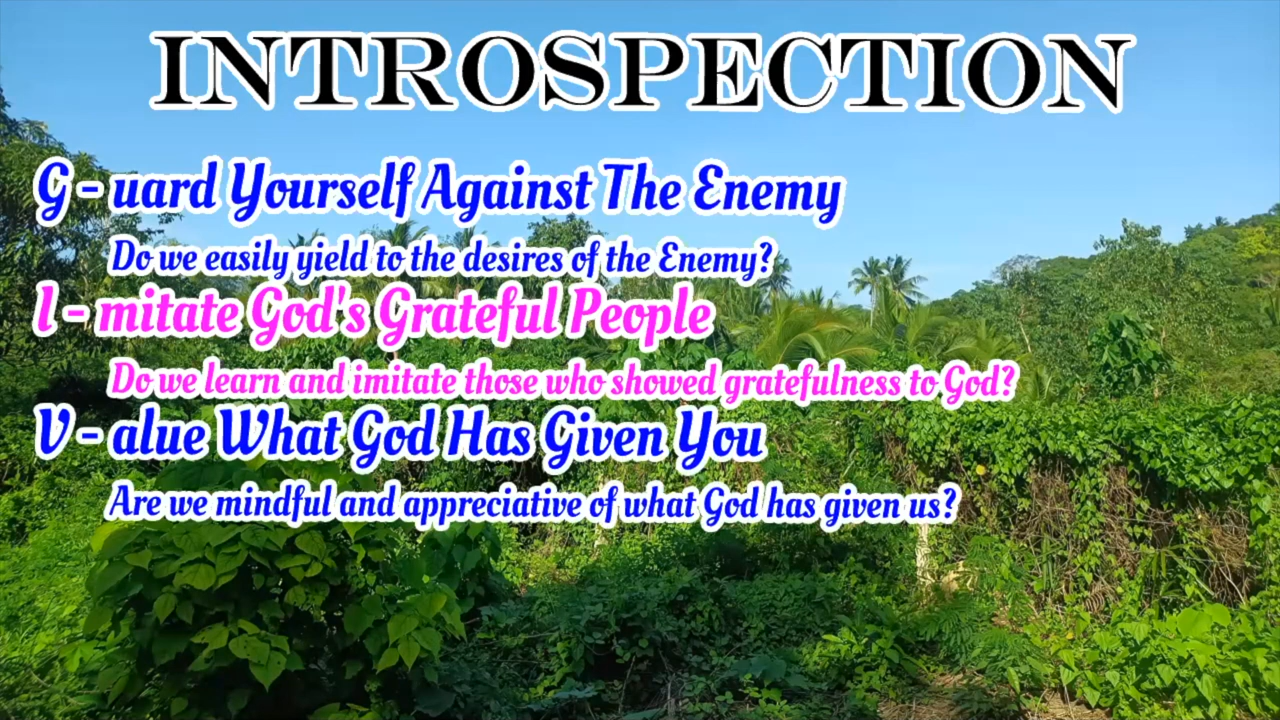 INTROSPECTION
G - uard Yourself Against The Enemy
Do we easily yield to the desires of the Enemy?
I - mitate God's Grateful People
Do we learn and imitate those who showed gratefulness to God?
V - alue What God Has Given You
Are we mindful and appreciative of what God has given us?